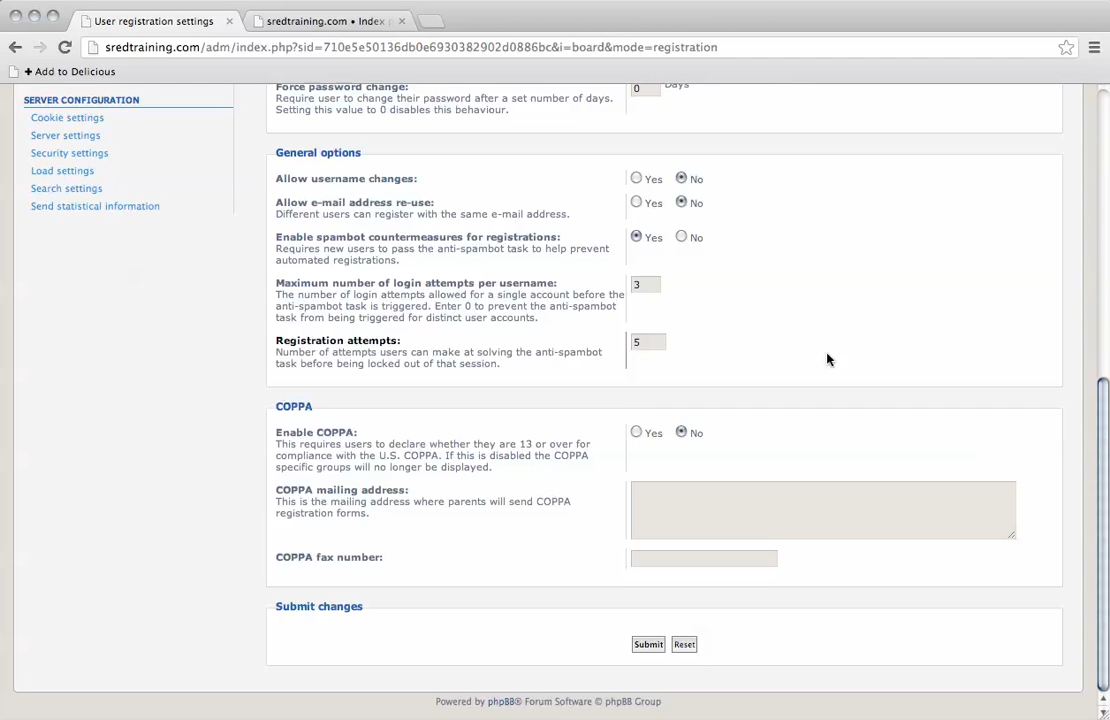 User registration settings
sredtraining.com • Index p
sredtraining.com/adm/index.php?sid=710e5e50136db0e6930382902d0886bc&i=board&mode=registration
+ Add to Delicious
SERVER CONFIGURATION
Cookie settings
Server settings
Security settings
Load settings
Search settings
Send statistical information
Force password change:
Require user to change their password after a set number of days.
Setting this value to 0 disables this behaviour.
0 Days
General options
Allow username changes:
Yes No
Allow e-mail address re-use:
Different users can register with the same e-mail address.
Yes No
Enable spambot countermeasures for registrations:
Requires new users to pass the anti-spambot task to help prevent
automated registrations.
Yes No
Maximum number of login attempts per username:
The number of login attempts allowed for a single account before the
anti-spambot task is triggered. Enter 0 to prevent the anti-spambot
task from being triggered for distinct user accounts.
3
Registration attempts:
Number of attempts users can make at solving the anti-spambot
task before being locked out of that session.
5
COPPA
Enable COPPA:
This requires users to declare whether they are 13 or over for
compliance with the U.S. COPPA. If this is disabled the COPPA
specific groups will no longer be displayed.
Yes No
COPPA mailing address:
This is the mailing address where parents will send COPPA
registration forms.
COPPA fax number:
Submit changes
Submit Reset
Powered by phpBB® Forum Software © phpBB Group